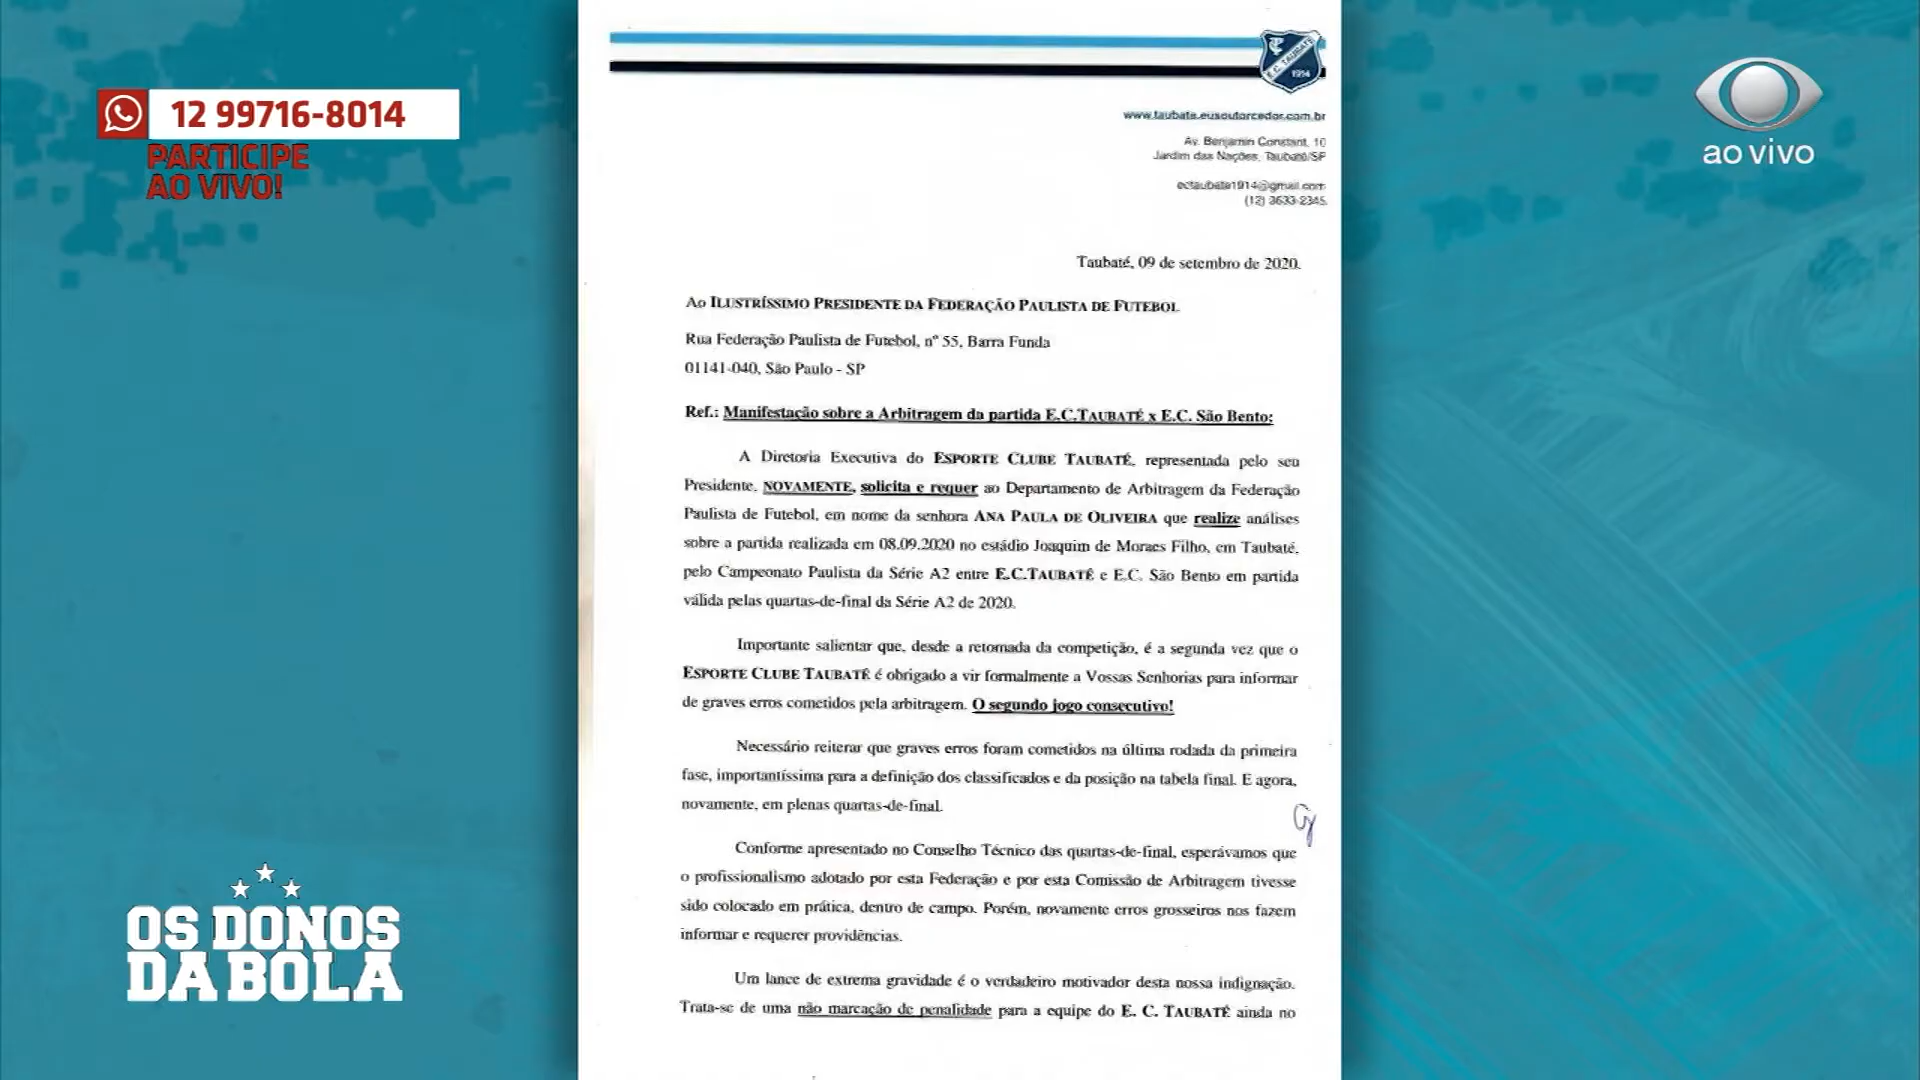 12 99716-8014
PARTICIPE
AO VIVO!
ao vivo
E.C. TAUBATÉ
1914
www.taubate.eusoutorcedor.com.br
Av. Benjamin Constant, 10
Jardim das Nações, Taubaté/SP
ectaubate1914@gmail.com
(12) 3633-2345
Taubaté, 09 de setembro de 2020.
Ao ILUSTRÍSSIMO PRESIDENTE DA FEDERAÇÃO PAULISTA DE FUTEBOL
Rua Federação Paulista de Futebol, nº 55, Barra Funda
01141-040, São Paulo - SP
Ref.: Manifestação sobre a Arbitragem da partida E.C.TAUBATÉ x E.C. São Bento:
A Diretoria Executiva do ESPORTE CLUBE TAUBATÉ, representada pelo seu
Presidente, NOVAMENTE, solicita e requer ao Departamento de Arbitragem da Federação
Paulista de Futebol, em nome da senhora ANA PAULA DE OLIVEIRA que realize análises
sobre a partida realizada em 08.09.2020 no estádio Joaquim de Moraes Filho, em Taubaté,
pelo Campeonato Paulista da Série A2 entre E.C.TAUBATÉ e E.C. São Bento em partida
válida pelas quartas-de-final da Série A2 de 2020.
Importante salientar que, desde a retomada da competição, é a segunda vez que o
ESPORTE CLUBE TAUBATÉ é obrigado a vir formalmente a Vossas Senhorias para informar
de graves erros cometidos pela arbitragem. O segundo jogo consecutivo!
Necessário reiterar que graves erros foram cometidos na última rodada da primeira
fase, importantíssima para a definição dos classificados e da posição na tabela final. E agora,
novamente, em plenas quartas-de-final.
Conforme apresentado no Conselho Técnico das quartas-de-final, esperávamos que
o profissionalismo adotado por esta Federação e por esta Comissão de Arbitragem tivesse
sido colocado em prática, dentro de campo. Porém, novamente erros grosseiros nos fazem
informar e requerer providências.
Um lance de extrema gravidade é o verdadeiro motivador desta nossa indignação.
Trata-se de uma não marcação de penalidade para a equipe do E. C. TAUBATÉ ainda no
OS DONOS
DA BOLA